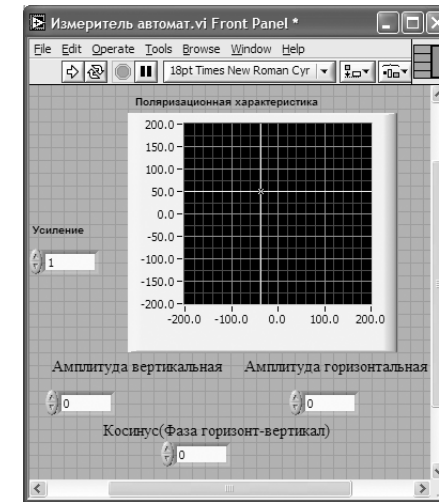 Измеритель автомат.vi Front Panel *
File Edit Operate Tools Browse Window Help
18pt Times New Roman Cyr
Поляризационная характеристика
200.0
150.0
100.0
50.0
0.0
-50.0
-100.0
-150.0
-200.0
-200.0 -100.0 0.0 100.0 200.0
Усиление
1
Амплитуда вертикальная Амплитуда горизонтальная
0 0
Косинус(Фаза горизонт-вертикал)
0